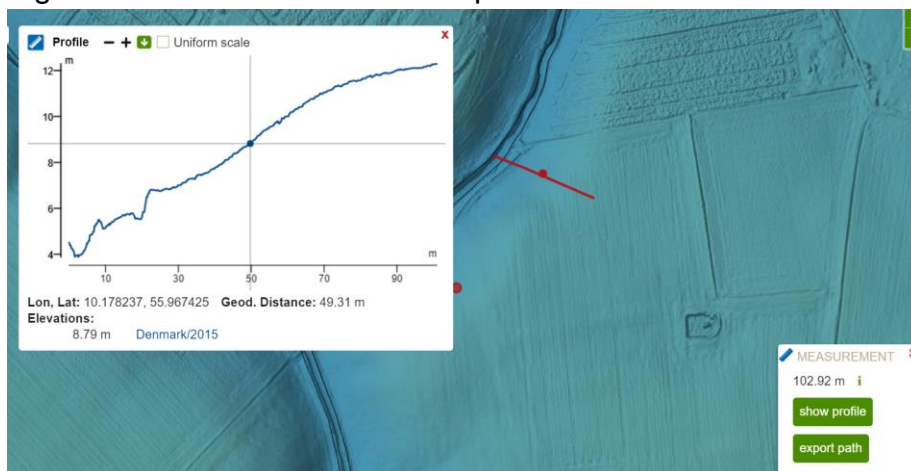 Profile − + Uniform scale x
m
12
10
8
6
4
m
10 30 50 70 90
Lon, Lat: 10.178237, 55.967425 Geod. Distance: 49.31 m
Elevations:
8.79 m Denmark/2015
MEASUREMENT x
102.92 m i
show profile
export path